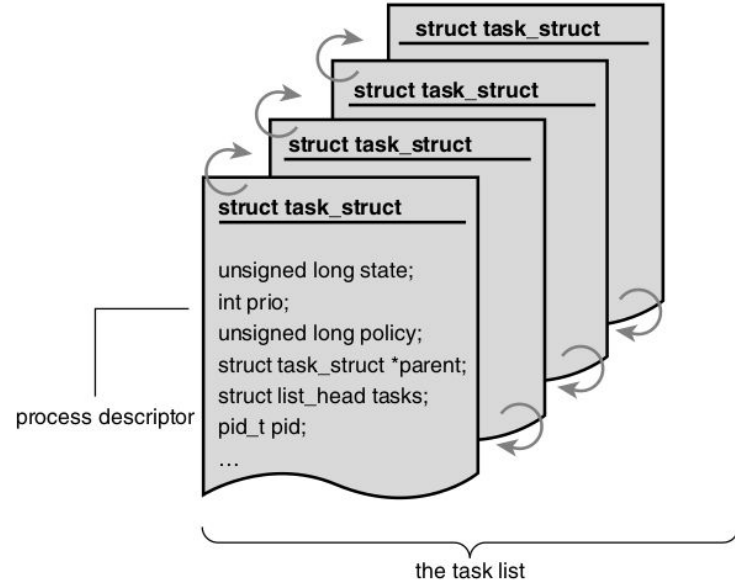 struct task_struct
struct task_struct
struct task_struct
struct task_struct
unsigned long state;
int prio;
unsigned long policy;
struct task_struct *parent;
struct list_head tasks;
pid_t pid;
...
process descriptor
the task list